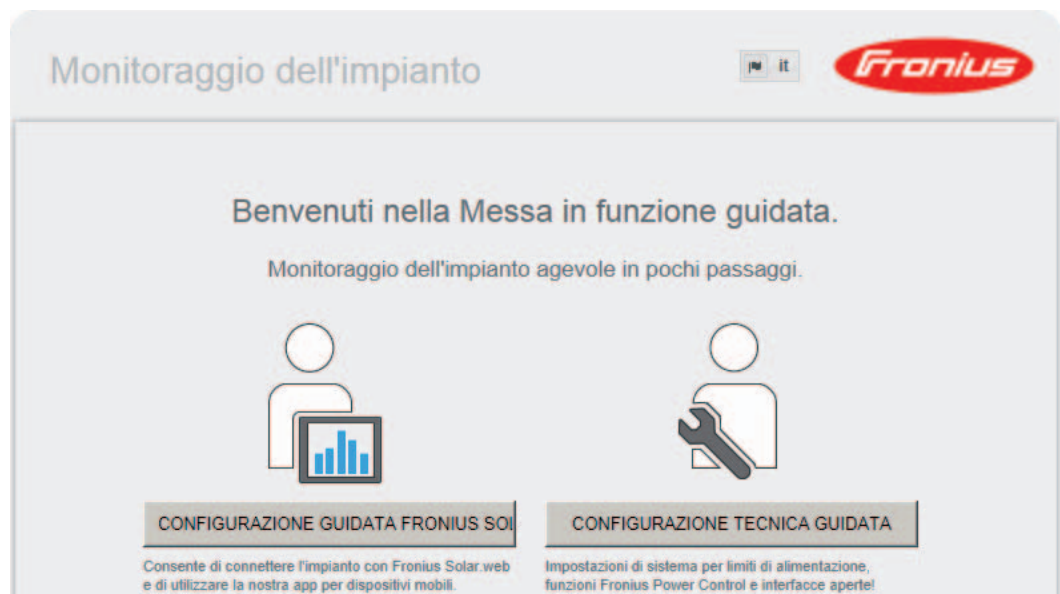 Monitoraggio dell'impianto
it
Fronius
Benvenuti nella Messa in funzione guidata.
Monitoraggio dell'impianto agevole in pochi passaggi.
CONFIGURAZIONE GUIDATA FRONIUS SOL
CONFIGURAZIONE TECNICA GUIDATA
Consente di connettere l'impianto con Fronius Solar.web
e di utilizzare la nostra app per dispositivi mobili.
Impostazioni di sistema per limiti di alimentazione,
funzioni Fronius Power Control e interfacce aperte!